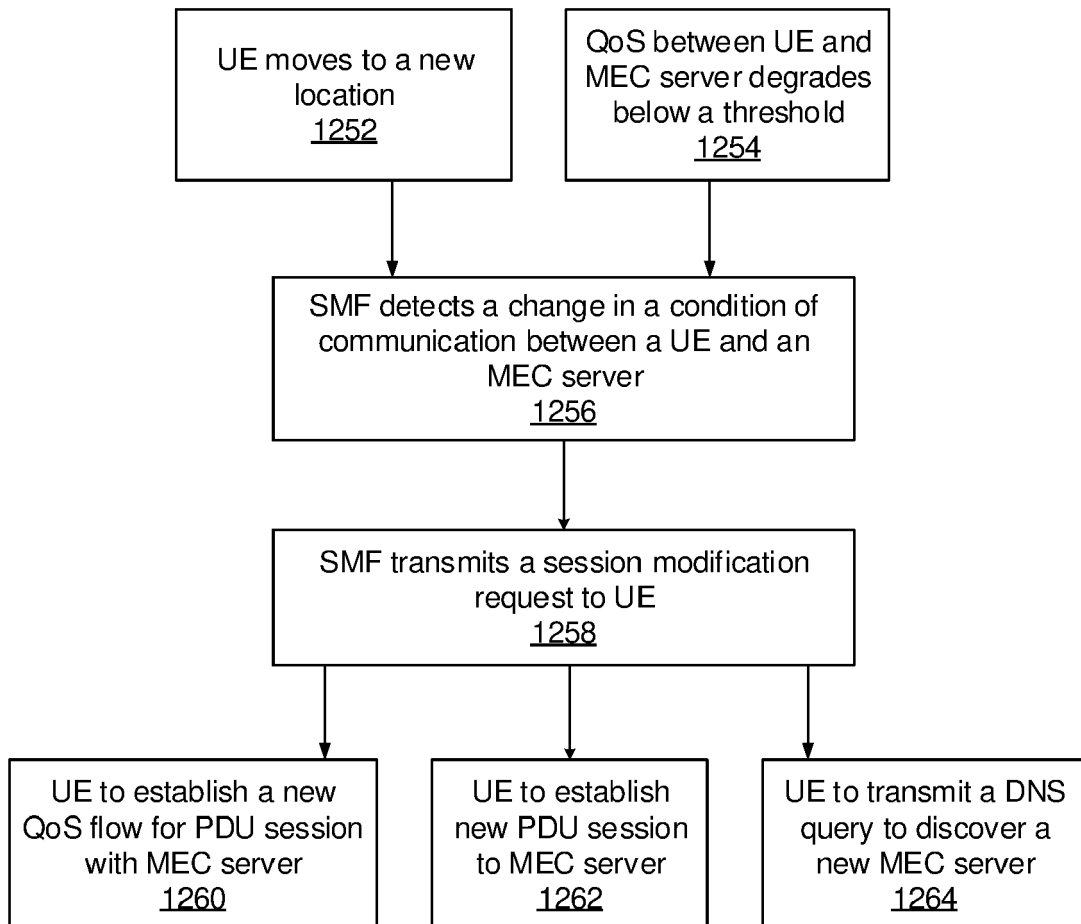 UE moves to a new
location
1252
QoS between UE and
MEC server degrades
below a threshold
1254
SMF detects a change in a condition of
communication between a UE and an
MEC server
1256
SMF transmits a session modification
request to UE
1258
UE to establish a new
QoS flow for PDU session
with MEC server
1260
UE to establish
new PDU session
to MEC server
1262
UE to transmit a DNS
query to discover a
new MEC server
1264